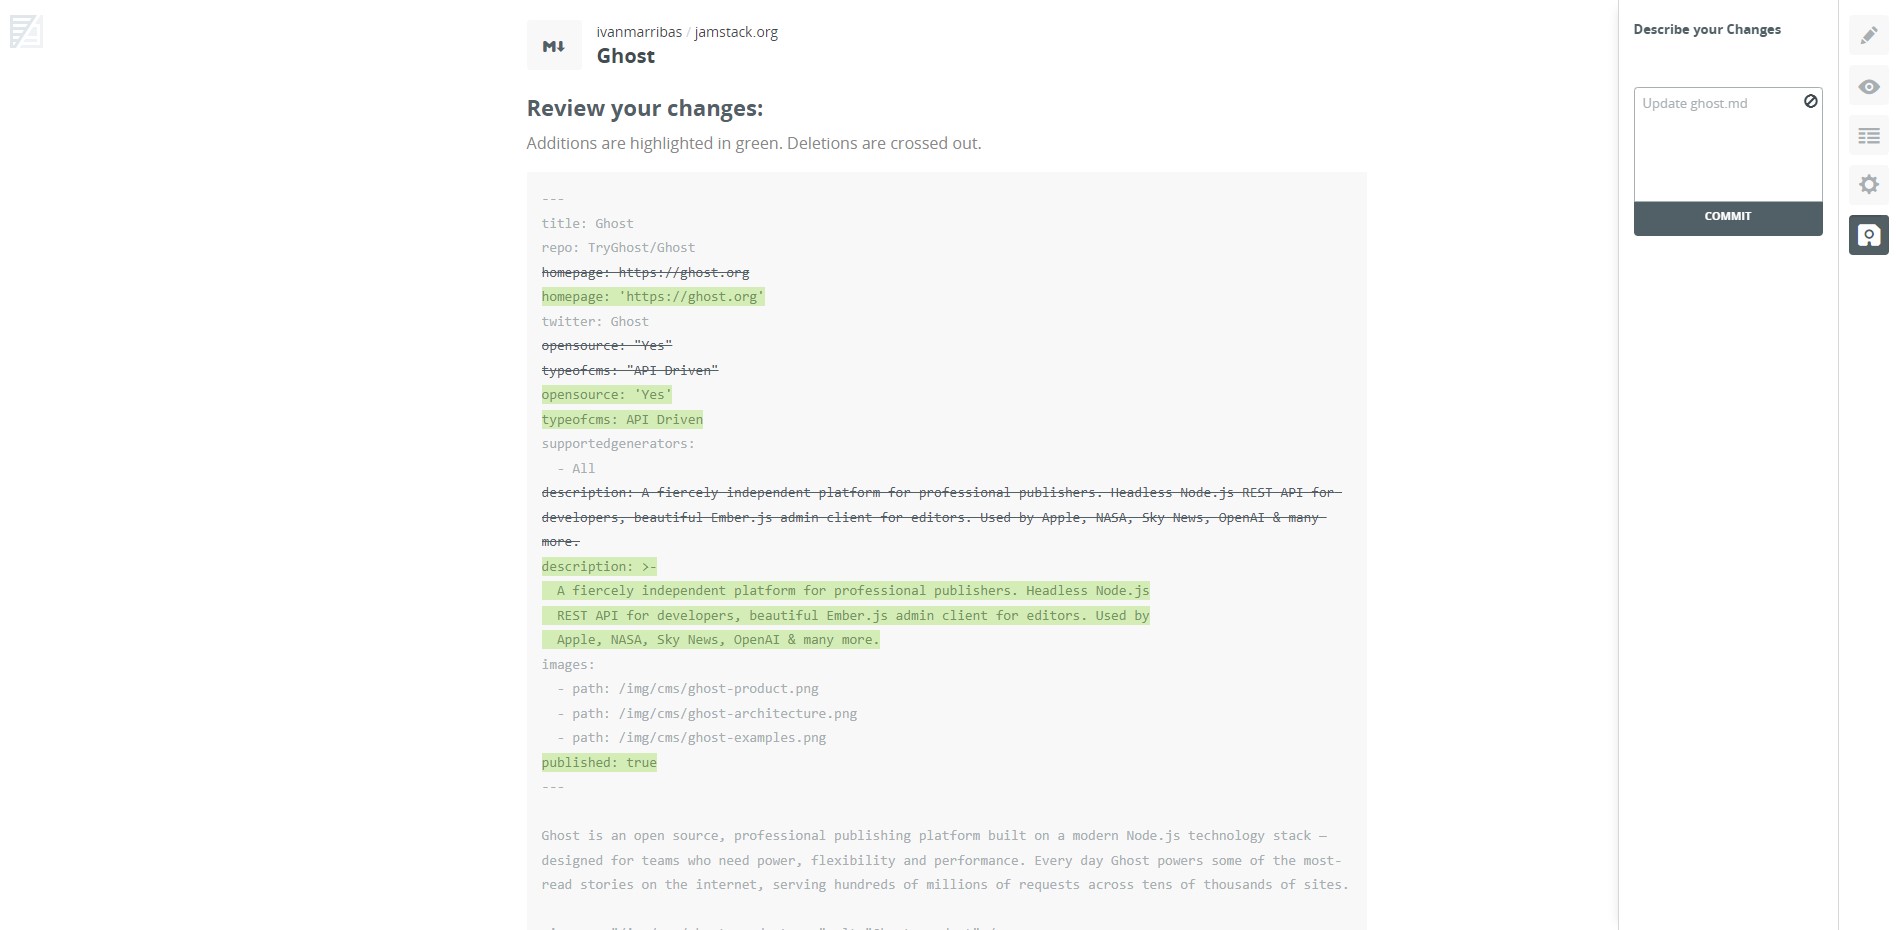 ivanmarribas / jamstack.org
Ghost
Review your changes:
Additions are highlighted in green. Deletions are crossed out.
---
title: Ghost
repo: TryGhost/Ghost
homepage: https://ghost.org
homepage: 'https://ghost.org'
twitter: Ghost
opensource: "Yes"
typeofcms: "API Driven"
opensource: 'Yes'
typeofcms: API Driven
supportedgenerators:
- All
description: A fiercely independent platform for professional publishers. Headless Node.js REST API for
developers, beautiful Ember.js admin client for editors. Used by Apple, NASA, Sky News, OpenAI & many
more.
description: >-
A fiercely independent platform for professional publishers. Headless Node.js
REST API for developers, beautiful Ember.js admin client for editors. Used by
Apple, NASA, Sky News, OpenAI & many more.
images:
- path: /img/cms/ghost-product.png
- path: /img/cms/ghost-architecture.png
- path: /img/cms/ghost-examples.png
published: true
---
Ghost is an open source, professional publishing platform built on a modern Node.js technology stack —
designed for teams who need power, flexibility and performance. Every day Ghost powers some of the most-
read stories on the internet, serving hundreds of millions of requests across tens of thousands of sites.
Describe your Changes
Update ghost.md
COMMIT